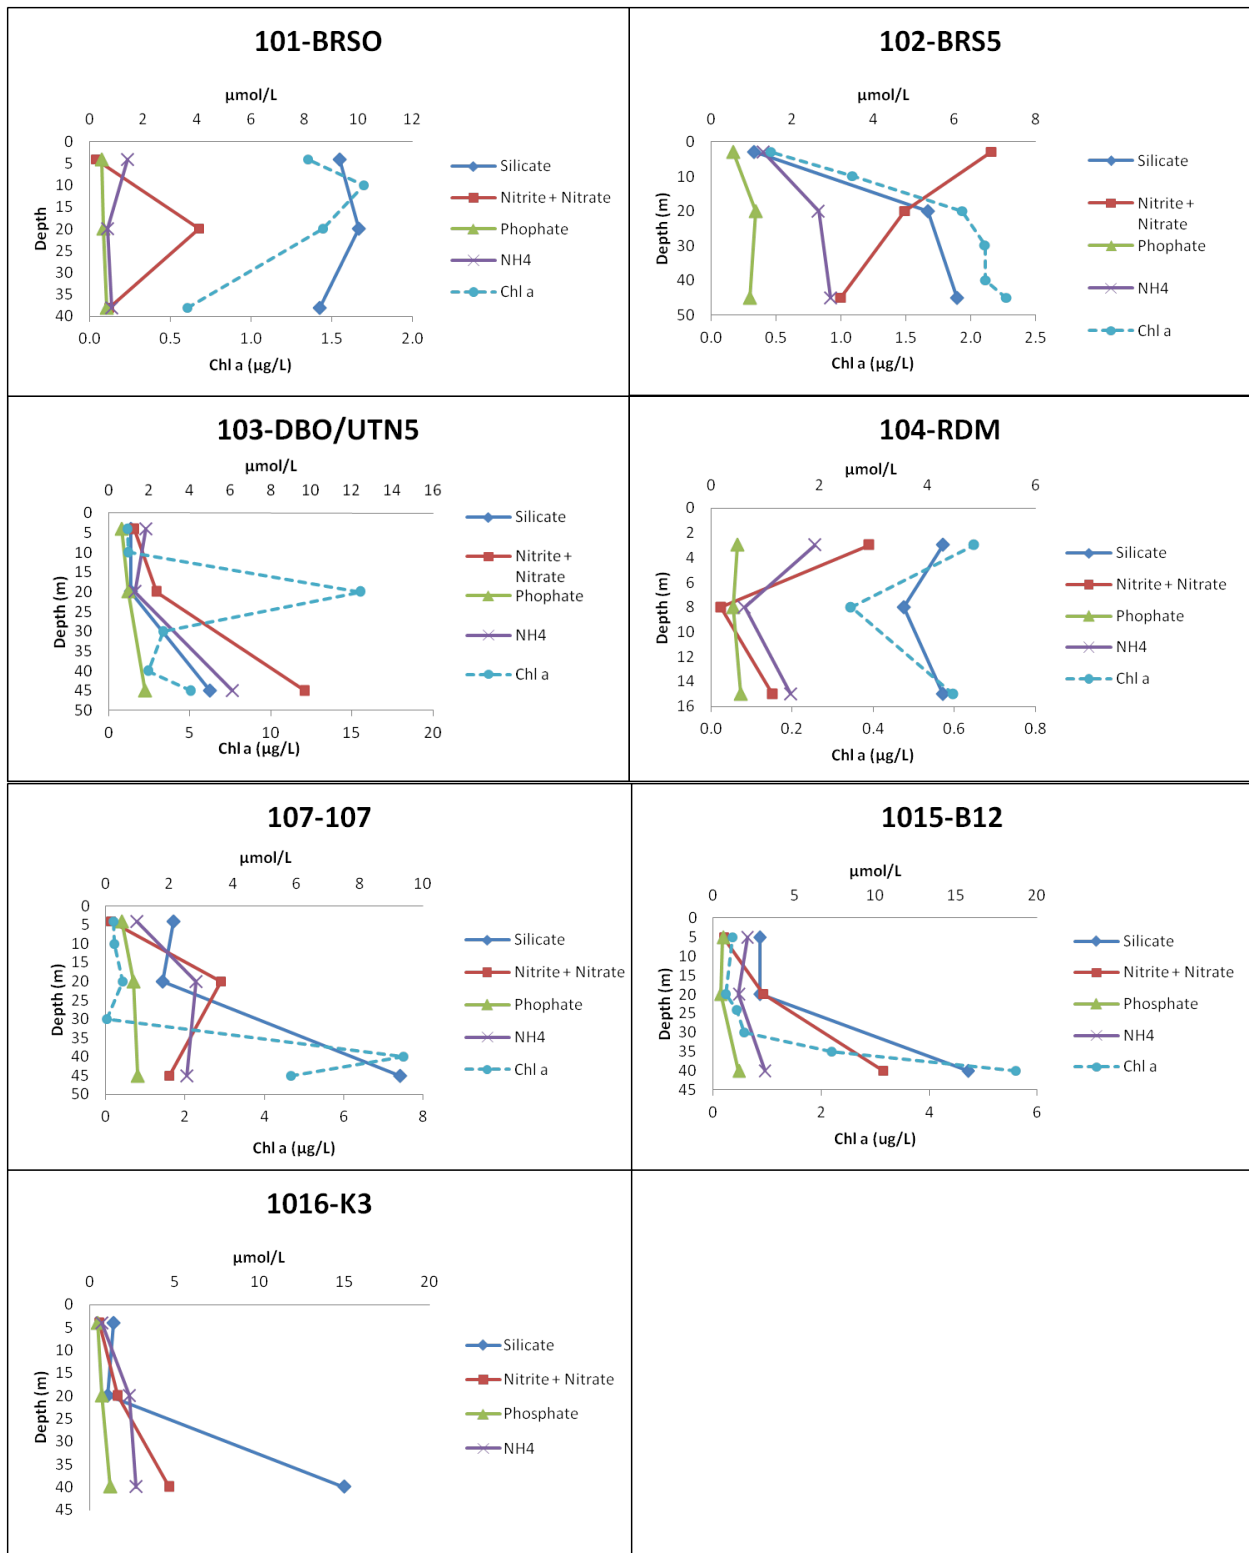 101-BRSO
µmol/L
0 2 4 6 8 10 12
0
5
10
15
20
25
30
35
40
Depth
0.0 0.5 1.0 1.5 2.0
Chl a (µg/L)
Silicate
Nitrite + Nitrate
Phophate
NH4
Chl a
102-BRS5
µmol/L
0 2 4 6 8
0
10
20
30
40
50
Depth (m)
0.0 0.5 1.0 1.5 2.0 2.5
Chl a (µg/L)
Silicate
Nitrite +
Nitrate
Phophate
NH4
Chl a
103-DBO/UTN5
µmol/L
0 2 4 6 8 10 12 14 16
0
5
10
15
20
25
30
35
40
45
50
Depth (m)
0 5 10 15 20
Chl a (µg/L)
Silicate
Nitrite +
Nitrate
Phophate
NH4
Chl a
104-RDM
µmol/L
0 2 4 6
0
2
4
6
8
10
12
14
16
Depth (m)
0.0 0.2 0.4 0.6 0.8
Chl a (µg/L)
Silicate
Nitrite + Nitrate
Phophate
NH4
Chl a
107-107
µmol/L
0 2 4 6 8 10
0
5
10
15
20
25
30
35
40
45
50
Depth (m)
0 2 4 6 8
Chl a (µg/L)
Silicate
Nitrite + Nitrate
Phophate
NH4
Chl a
1015-B12
µmol/L
0 5 10 15 20
0
5
10
15
20
25
30
35
40
45
Depth (m)
0 2 4 6
Chl a (ug/L)
Silicate
Nitrite + Nitrate
Phosphate
NH4
Chl a
1016-K3
µmol/L
0 5 10 15 20
0
5
10
15
20
25
30
35
40
45
Depth (m)
Silicate
Nitrite + Nitrate
Phosphate
NH4